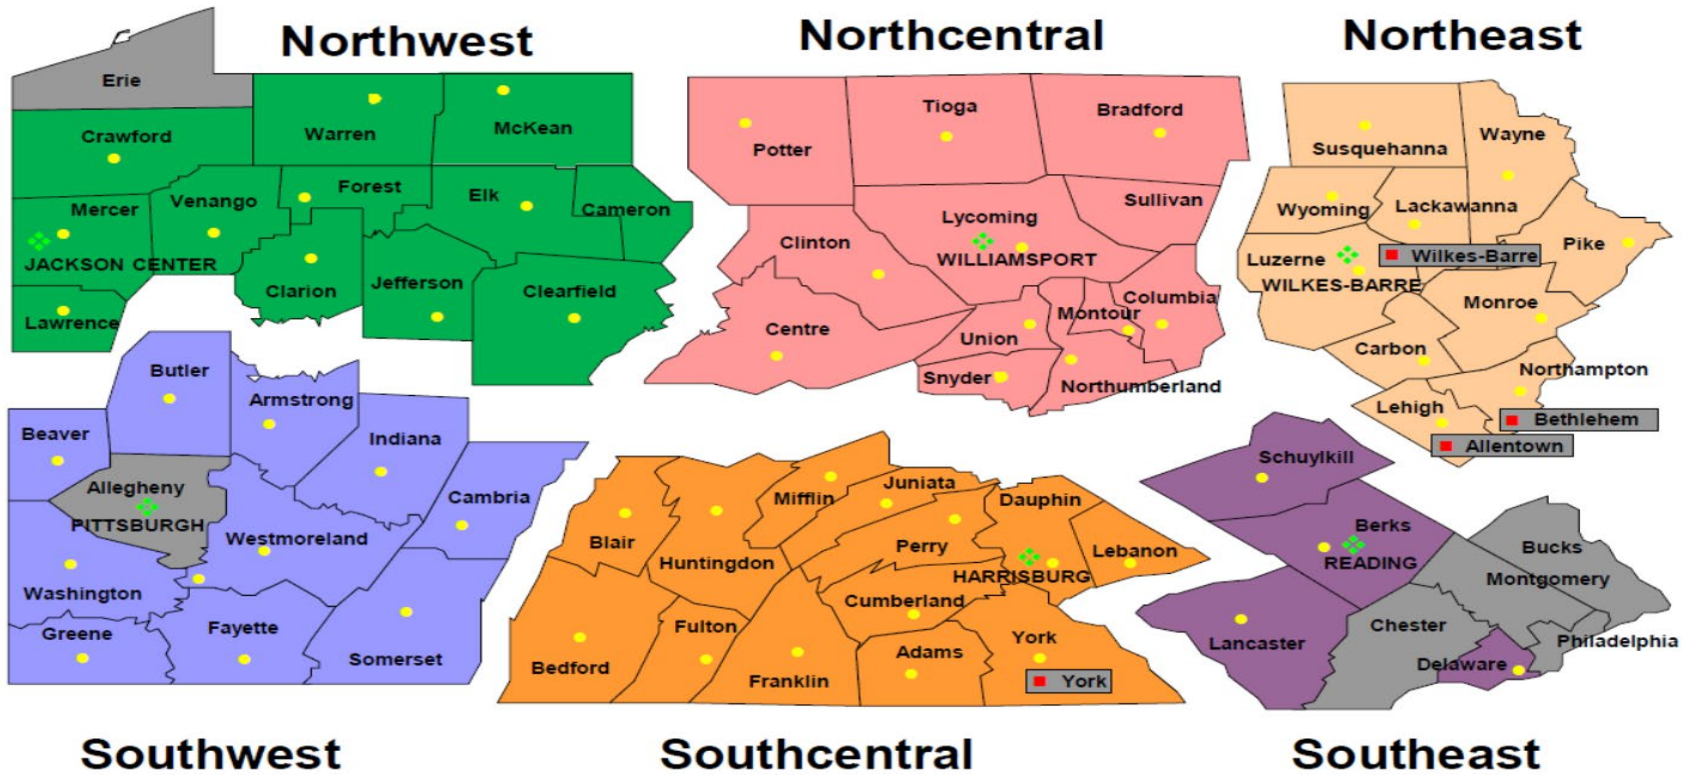 Northwest
Northcentral
Northeast
Erie
Crawford
Warren
McKean
Mercer
Venango
Forest
Elk
Cameron
JACKSON CENTER
Clarion
Jefferson
Clearfield
Lawrence
Potter
Tioga
Bradford
Clinton
Lycoming
Sullivan
WILLIAMSPORT
Centre
Union
Montour
Columbia
Snyder
Northumberland
Susquehanna
Wayne
Wyoming
Lackawanna
Pike
Luzerne
Wilkes-Barre
WILKES-BARRE
Monroe
Carbon
Northampton
Lehigh
Bethlehem
Allentown
Butler
Armstrong
Beaver
Indiana
Allegheny
PITTSBURGH
Cambria
Westmoreland
Washington
Greene
Fayette
Somerset
Mifflin
Juniata
Dauphin
Blair
Huntingdon
Perry
Lebanon
HARRISBURG
Cumberland
Fulton
York
Bedford
Franklin
Adams
York
Schuylkill
Berks
READING
Bucks
Montgomery
Chester
Lancaster
Philadelphia
Delaware
Southwest
Southcentral
Southeast